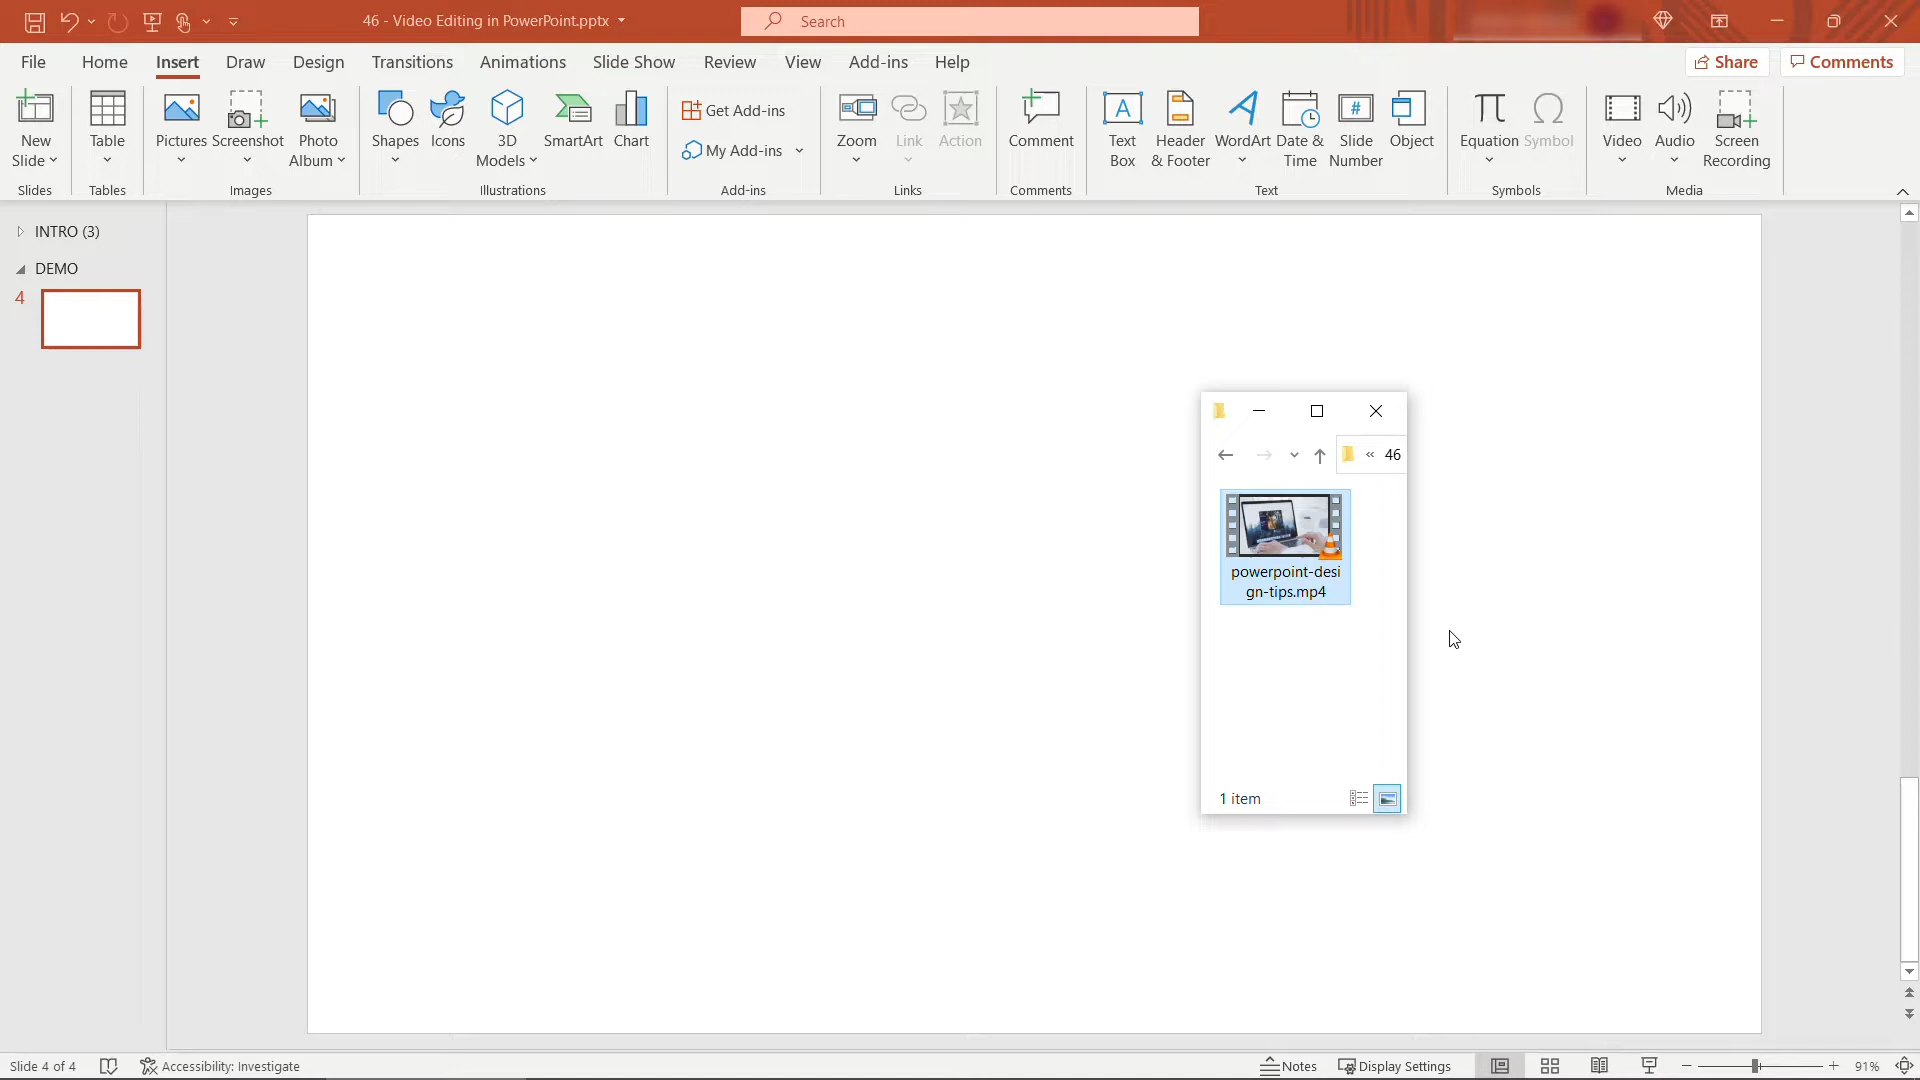 46 - Video Editing in PowerPoint.pptx
Search
File Home Insert Draw Design Transitions Animations Slide Show Review View Add-ins Help
Share Comments
New Slide
Table
Pictures
Screenshot
Photo Album
Shapes
Icons
3D Models
SmartArt
Chart
Get Add-ins
My Add-ins
Zoom
Link
Action
Comment
Text Box
Header & Footer
WordArt
Date & Time
Slide Number
Object
Equation
Symbol
Video
Audio
Screen Recording
Slides Tables Images Illustrations Add-ins Links Comments Text Symbols Media
INTRO (3)
DEMO
4
« 46
powerpoint-desi
gn-tips.mp4
1 item
Slide 4 of 4 Accessibility: Investigate Notes Display Settings 91%